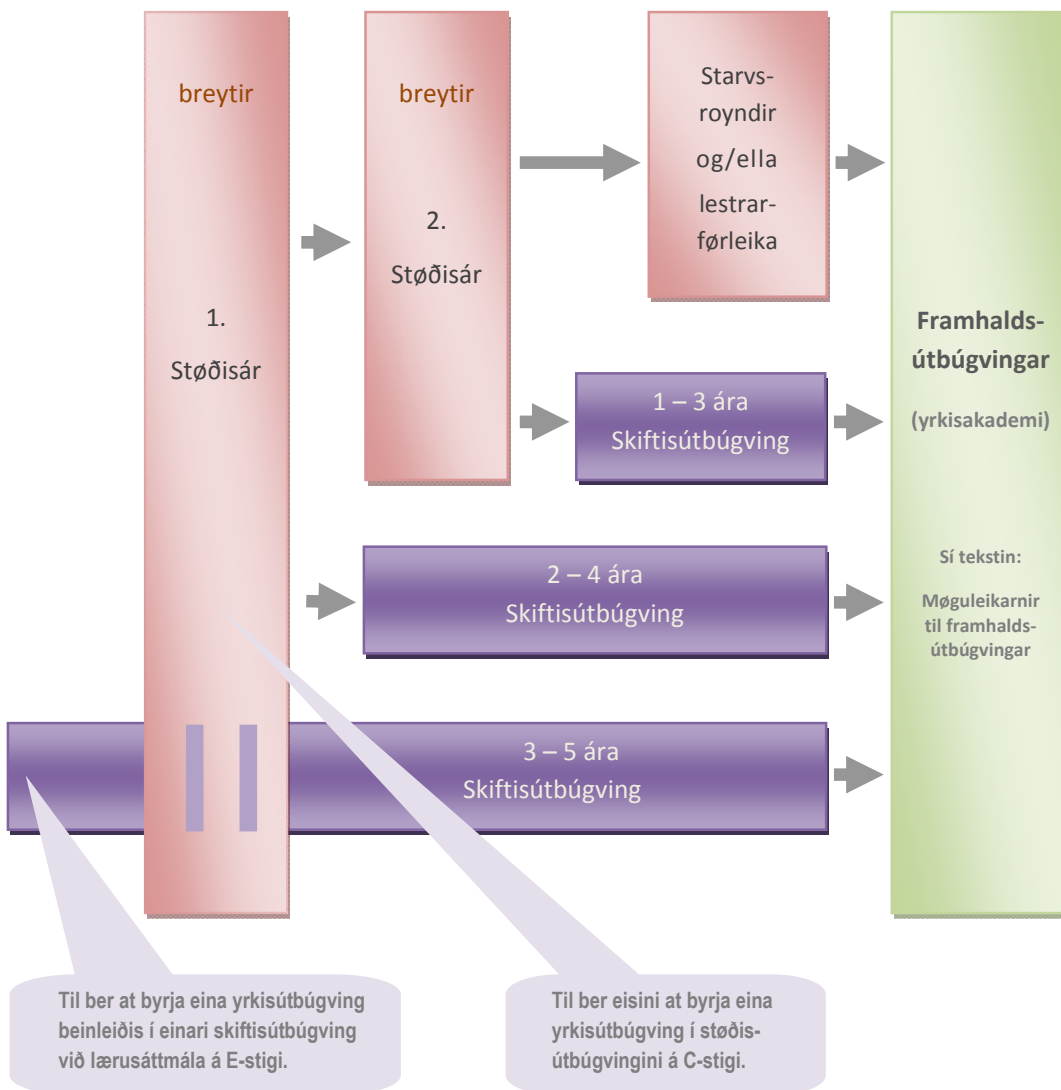 breytir
1.
Støðisár
breytir
2.
Støðisár
Starvs-
royndir
og/ella
lestrar-
førleika
1 – 3 ára
Skiftisútbúgving
2 – 4 ára
Skiftisútbúgving
3 – 5 ára
Skiftisútbúgving
Framhalds-
útbúgvingar
(yrkisakademi)
Sí tekstin:
Møguleikarnir
til framhalds-
útbúgvingar
Til ber at byrja eina yrkisútbúgving
beinleiðis í einari skiftisútbúgving
við lærusáttmála á E-stigi.
Til ber eisini at byrja eina
yrkisútbúgving í støðis-
útbúgvingini á C-stigi.